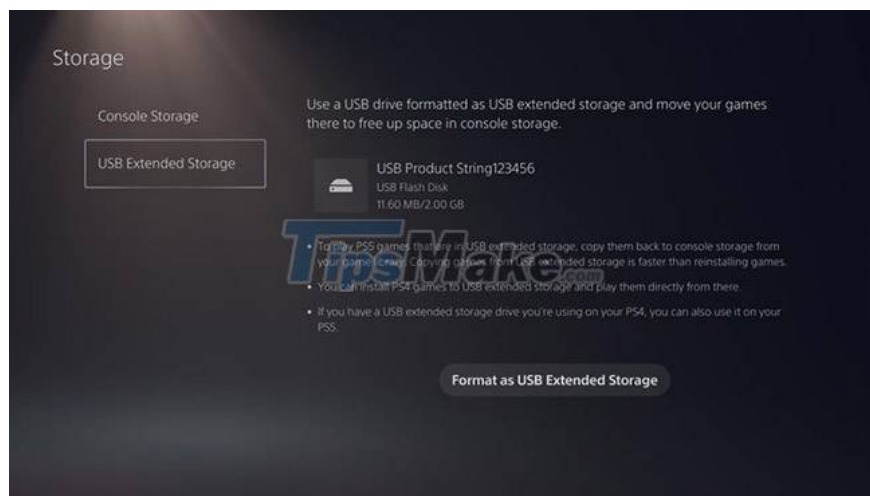 Storage
Console Storage
USB Extended Storage
Use a USB drive formatted as USB extended storage and move your games
there to free up space in console storage.
USB Product String123456
USB Flash Disk
11.60 MB/2.00 GB
• To play PS5 games that are in USB extended storage, copy them back to console storage from
your game library. Copying games from USB extended storage is faster than reinstalling games.
• You can install PS4 games to USB extended storage and play them directly from there.
• If you have a USB extended storage drive you're using on your PS4, you can also use it on your
PS5.
TipsMake.com
Format as USB Extended Storage